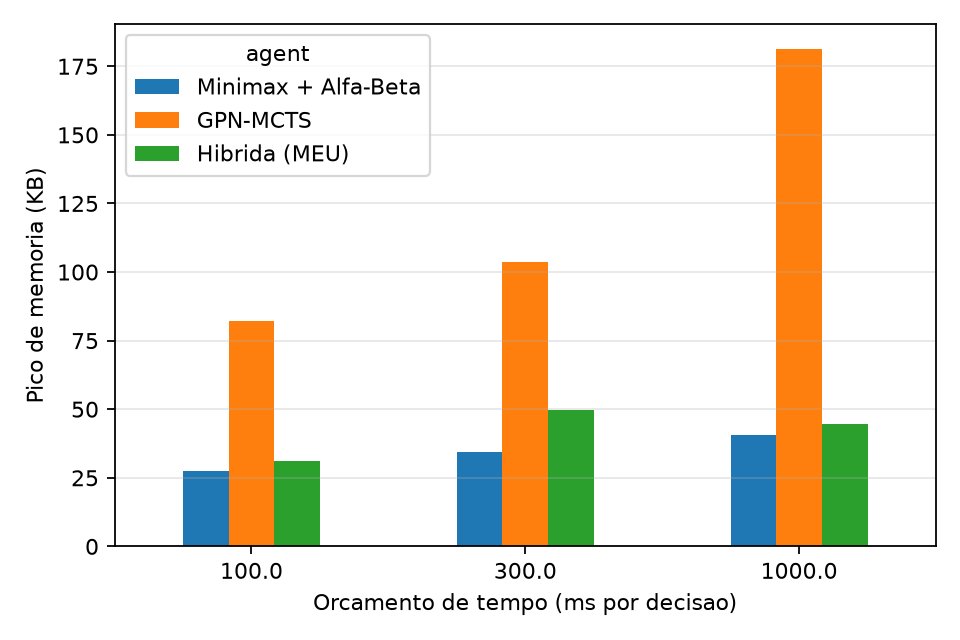 agent
Minimax + Alfa-Beta
GPN-MCTS
Hibrida (MEU)
Pico de memoria (KB)
175
150
125
100
75
50
25
0
100.0 300.0 1000.0
Orcamento de tempo (ms por decisao)